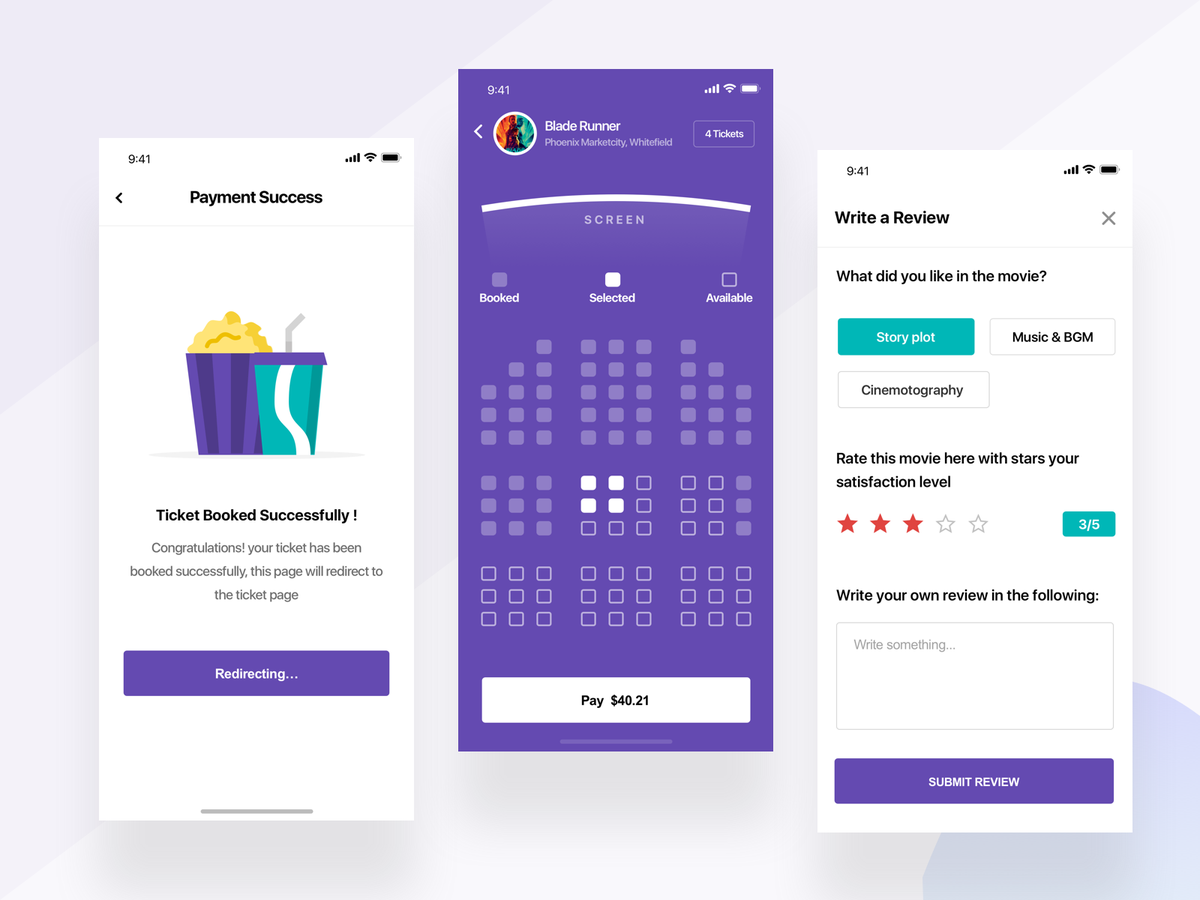 9:41
Payment Success
Ticket Booked Successfully !
Congratulations! your ticket has been
booked successfully, this page will redirect to
the ticket page
Redirecting...
9:41
Blade Runner
Phoenix Marketcity, Whitefield
4 Tickets
SCREEN
Booked
Selected
Available
Pay $40.21
9:41
Write a Review
What did you like in the movie?
Story plot
Music & BGM
Cinemotography
Rate this movie here with stars your
satisfaction level
3/5
Write your own review in the following:
Write something...
SUBMIT REVIEW